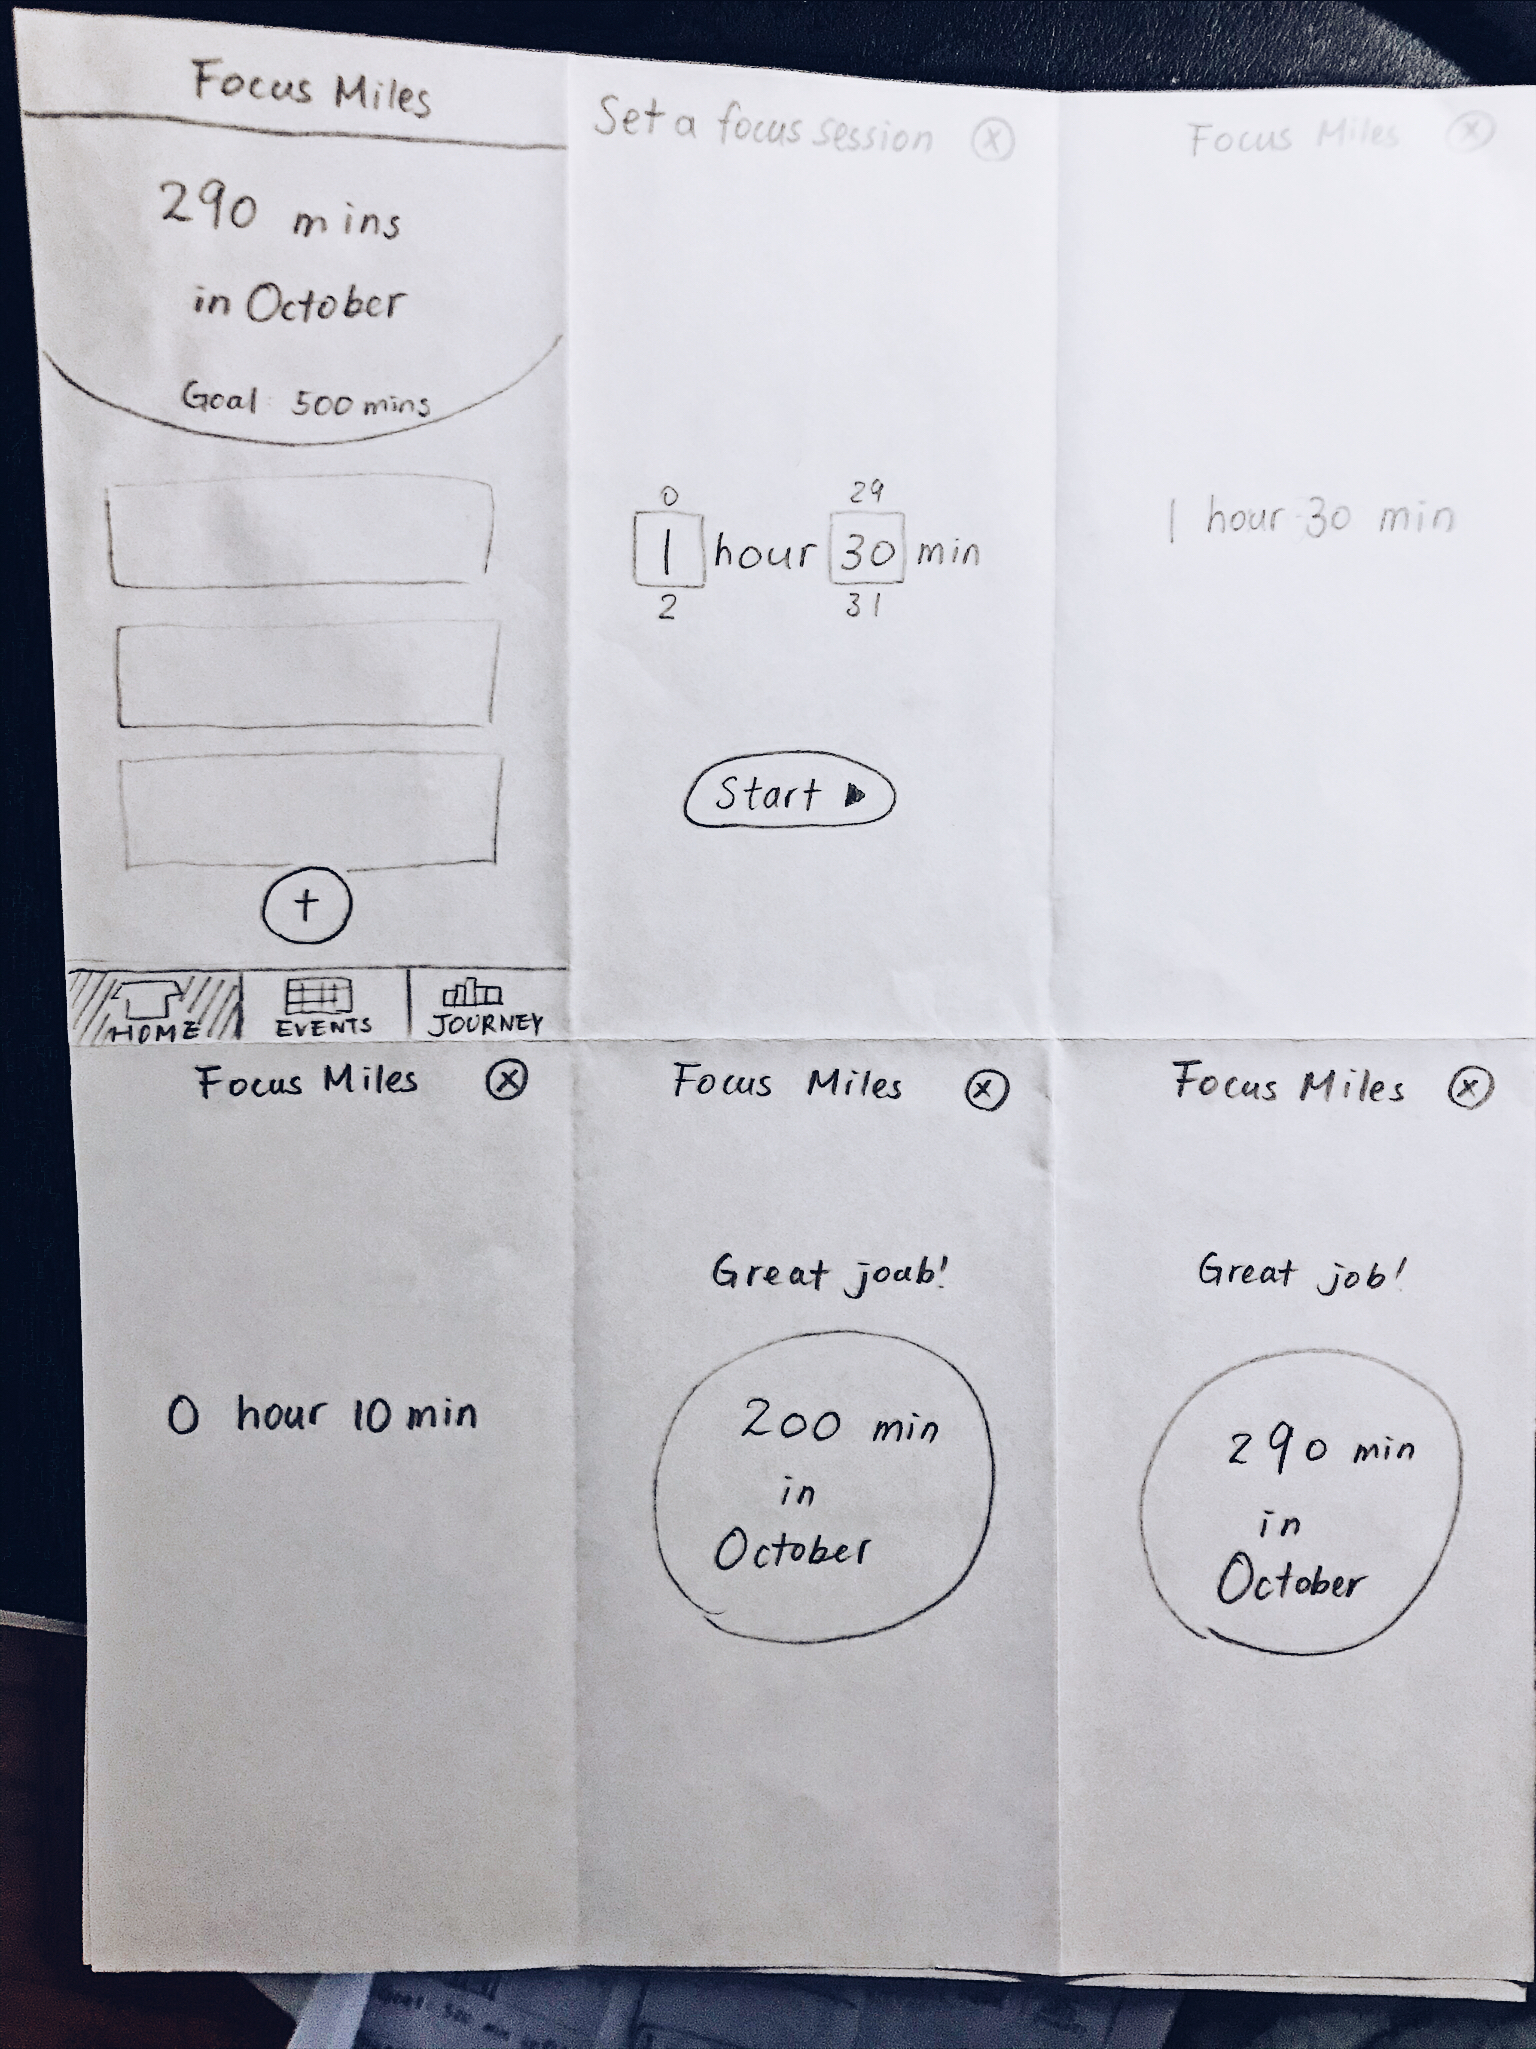 Focus Miles
290 mins
in October
Goal: 500 mins
+
HOME
EVENTS
JOURNEY
Set a focus session X
0 29
1 hour 30 min
2 31
Start
Focus Miles X
1 hour 30 min
Focus Miles X
0 hour 10 min
Focus Miles X
Great joab!
200 min
in
October
Focus Miles X
Great job!
290 min
in
October